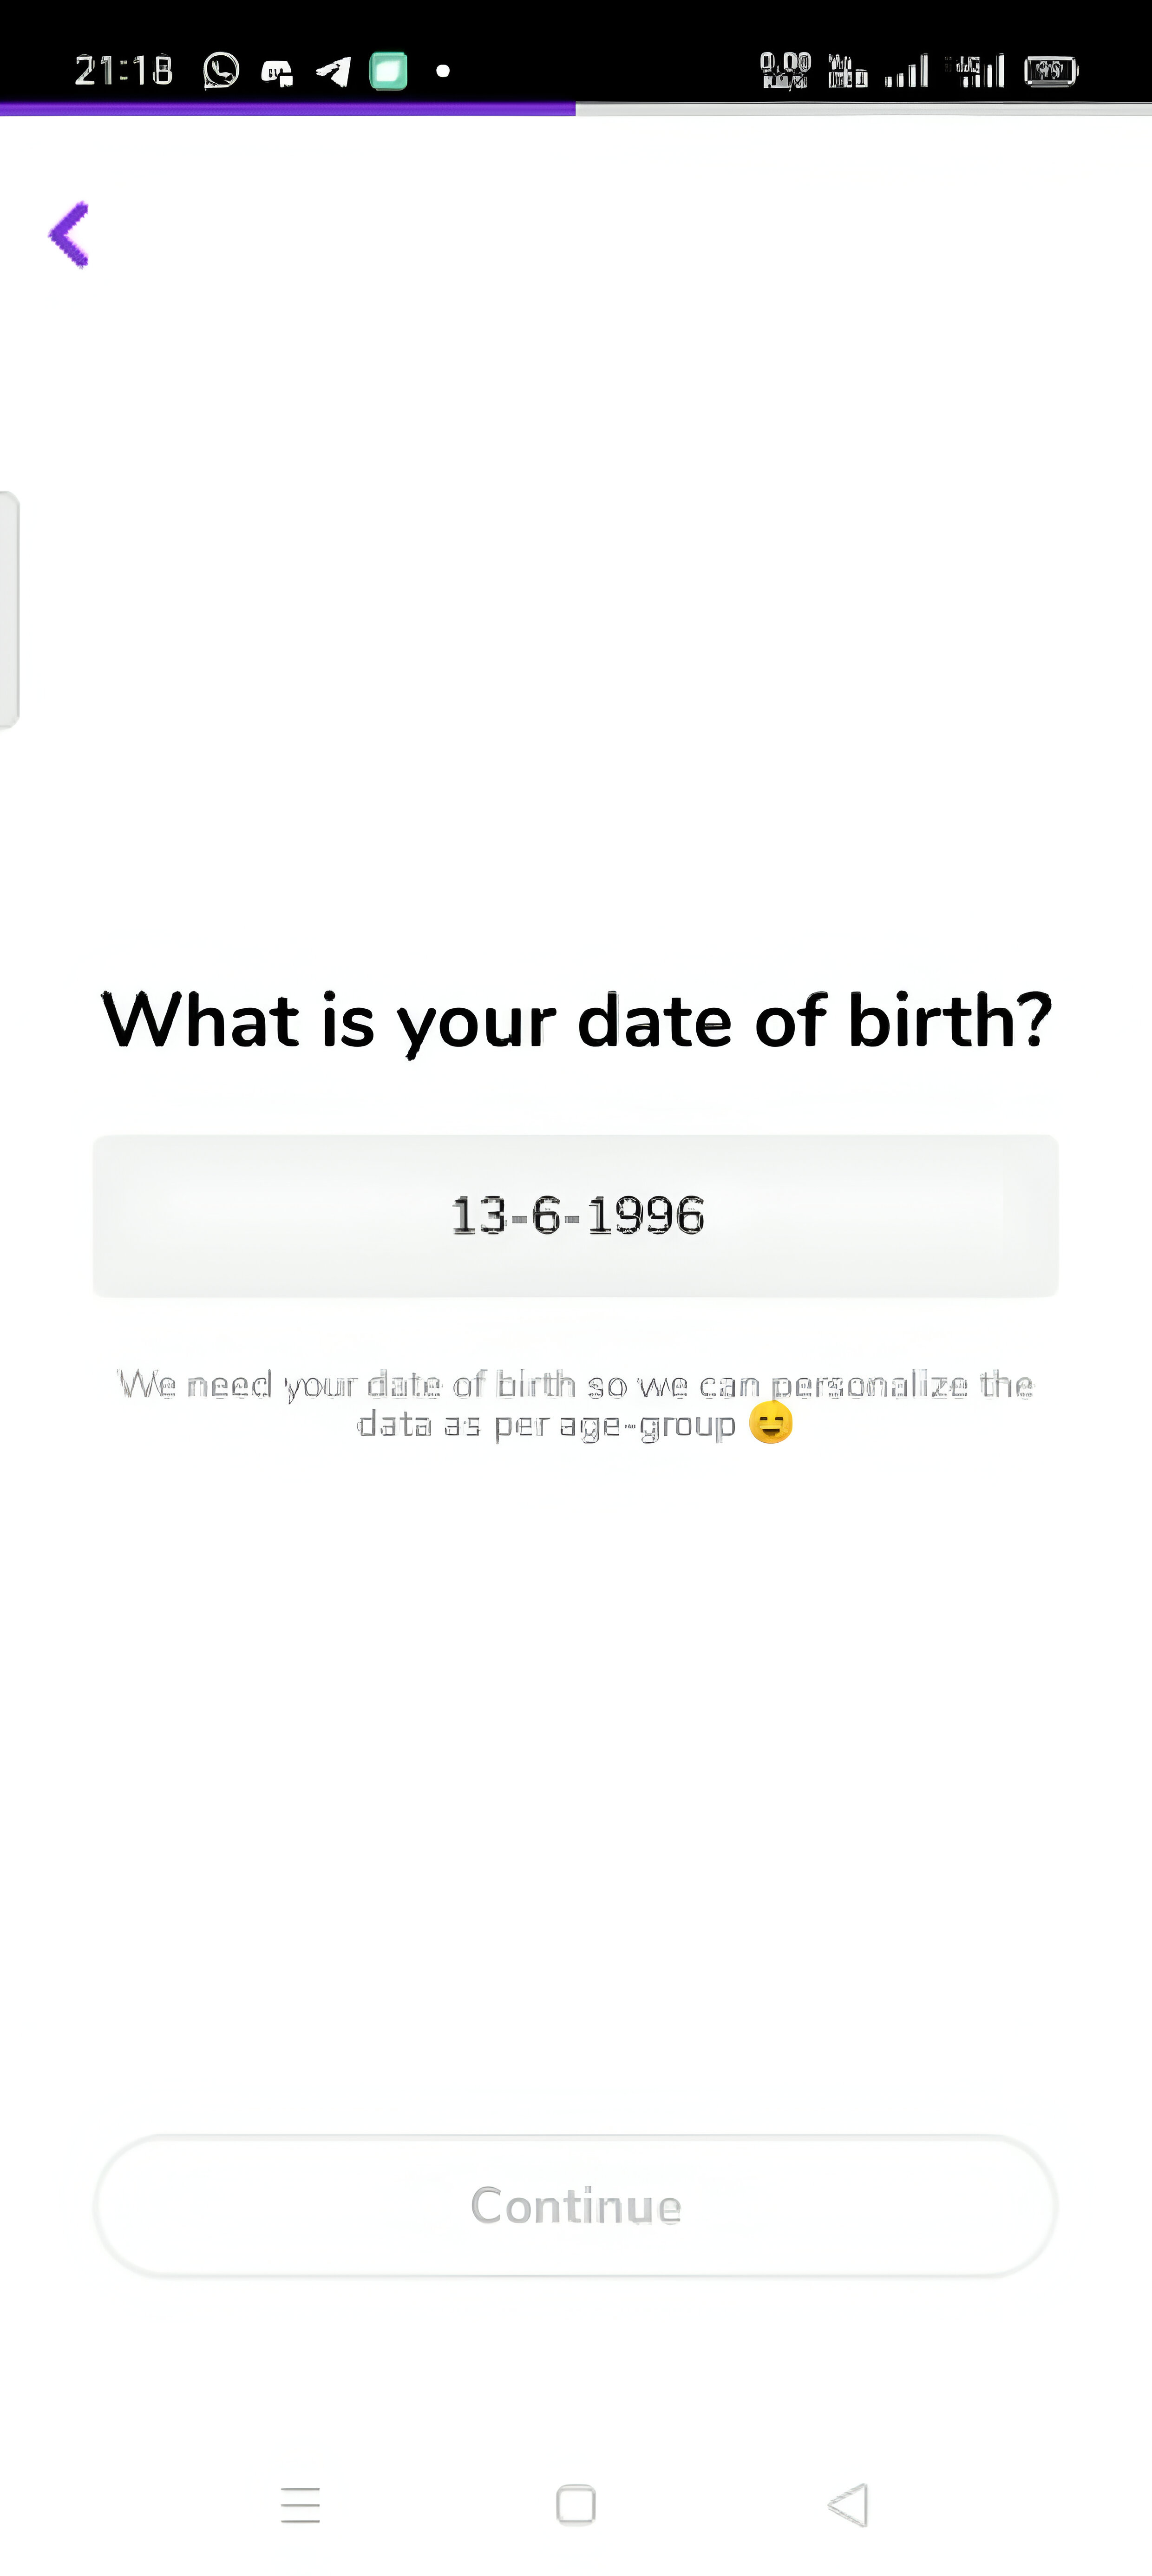 21:18
What is your date of birth?
13-6-1996
We need your date of birth so we can personalize the
data as per age-group 😄
Continue